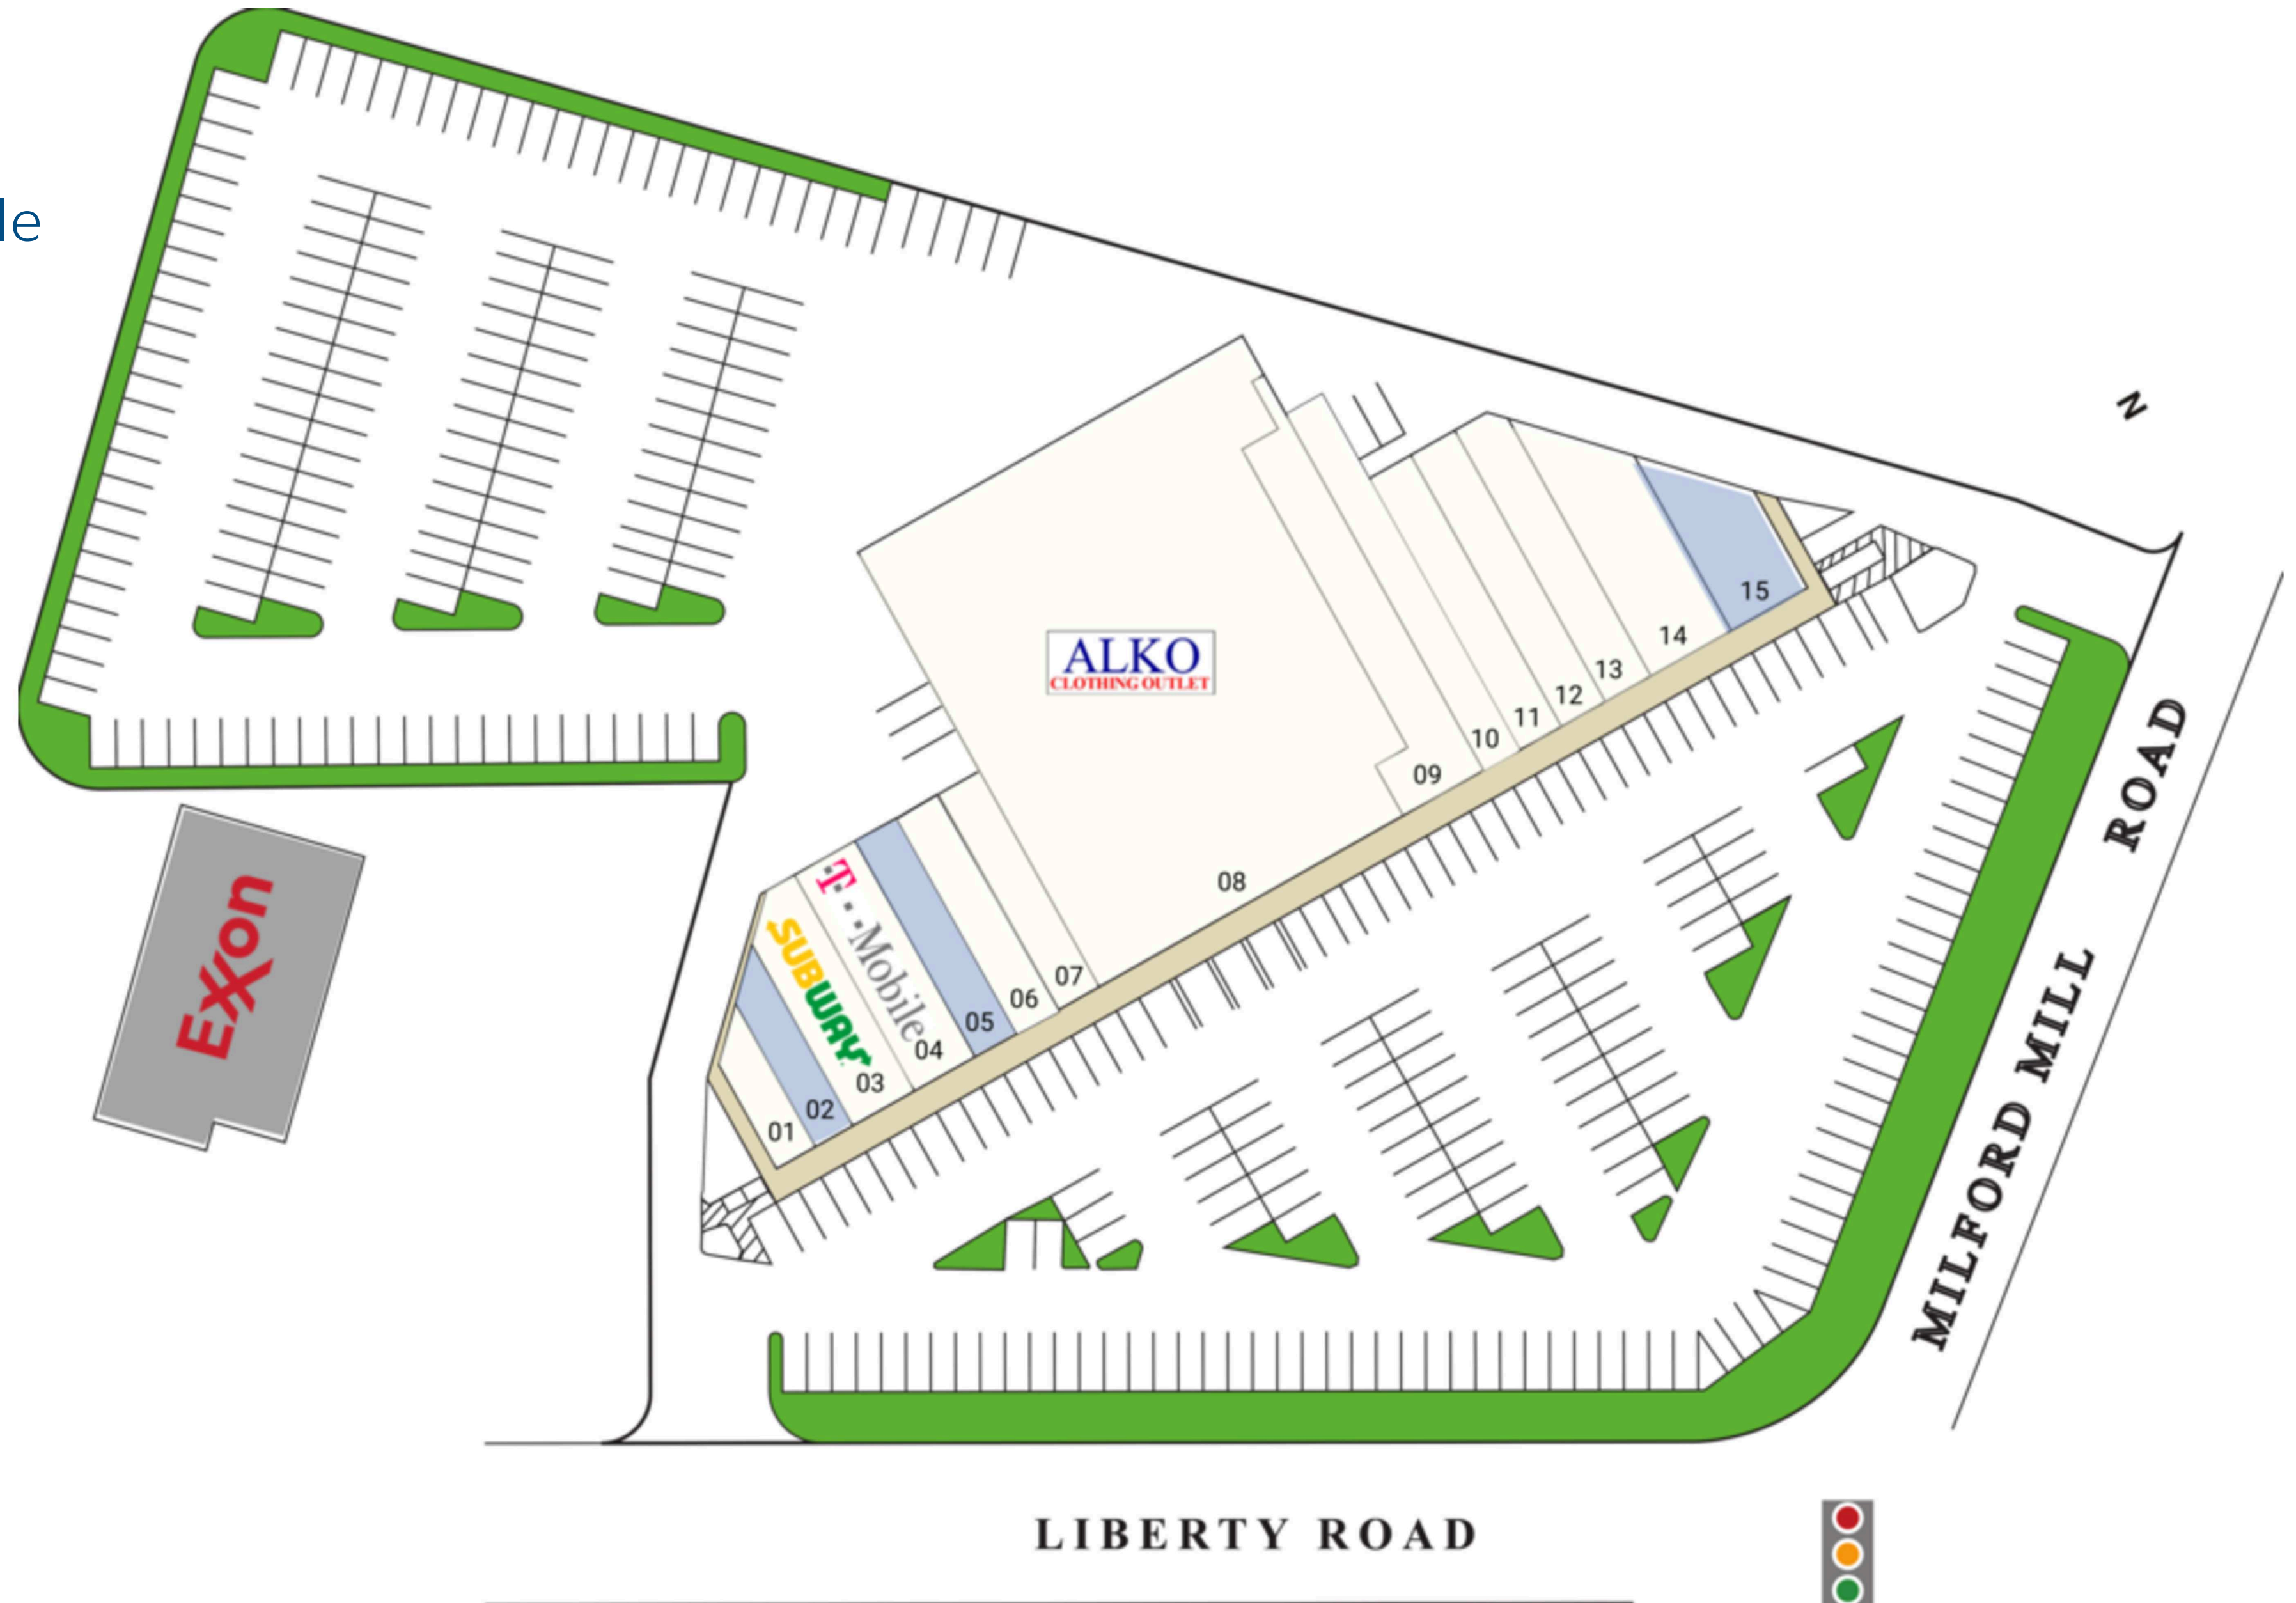 le
N
ALKO
CLOTHING OUTLET
15
14
13
12
11
10
09
08
07
06
05
04
03
02
01
T··Mobile
SUBWAY
EXXon
MILFORD MILL ROAD
LIBERTY ROAD